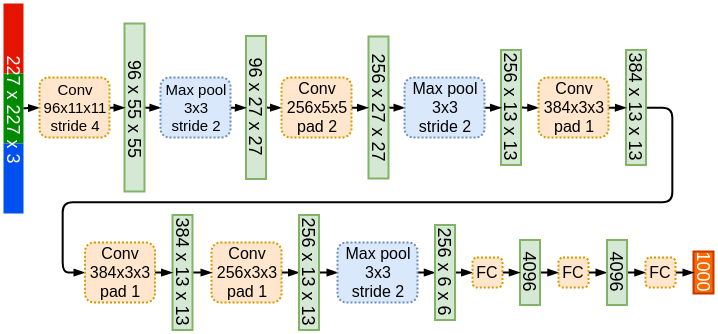 227 x 227 x 3
Conv
96x11x11
stride 4
96 x 55 x 55
Max pool
3x3
stride 2
96 x 27 x 27
Conv
256x5x5
pad 2
256 x 27 x 27
Max pool
3x3
stride 2
256 x 13 x 13
Conv
384x3x3
pad 1
384 x 13 x 13
Conv
384x3x3
pad 1
384 x 13 x 13
Conv
256x3x3
pad 1
256 x 13 x 13
Max pool
3x3
stride 2
256 x 6 x 6
FC
4096
FC
4096
FC
1000